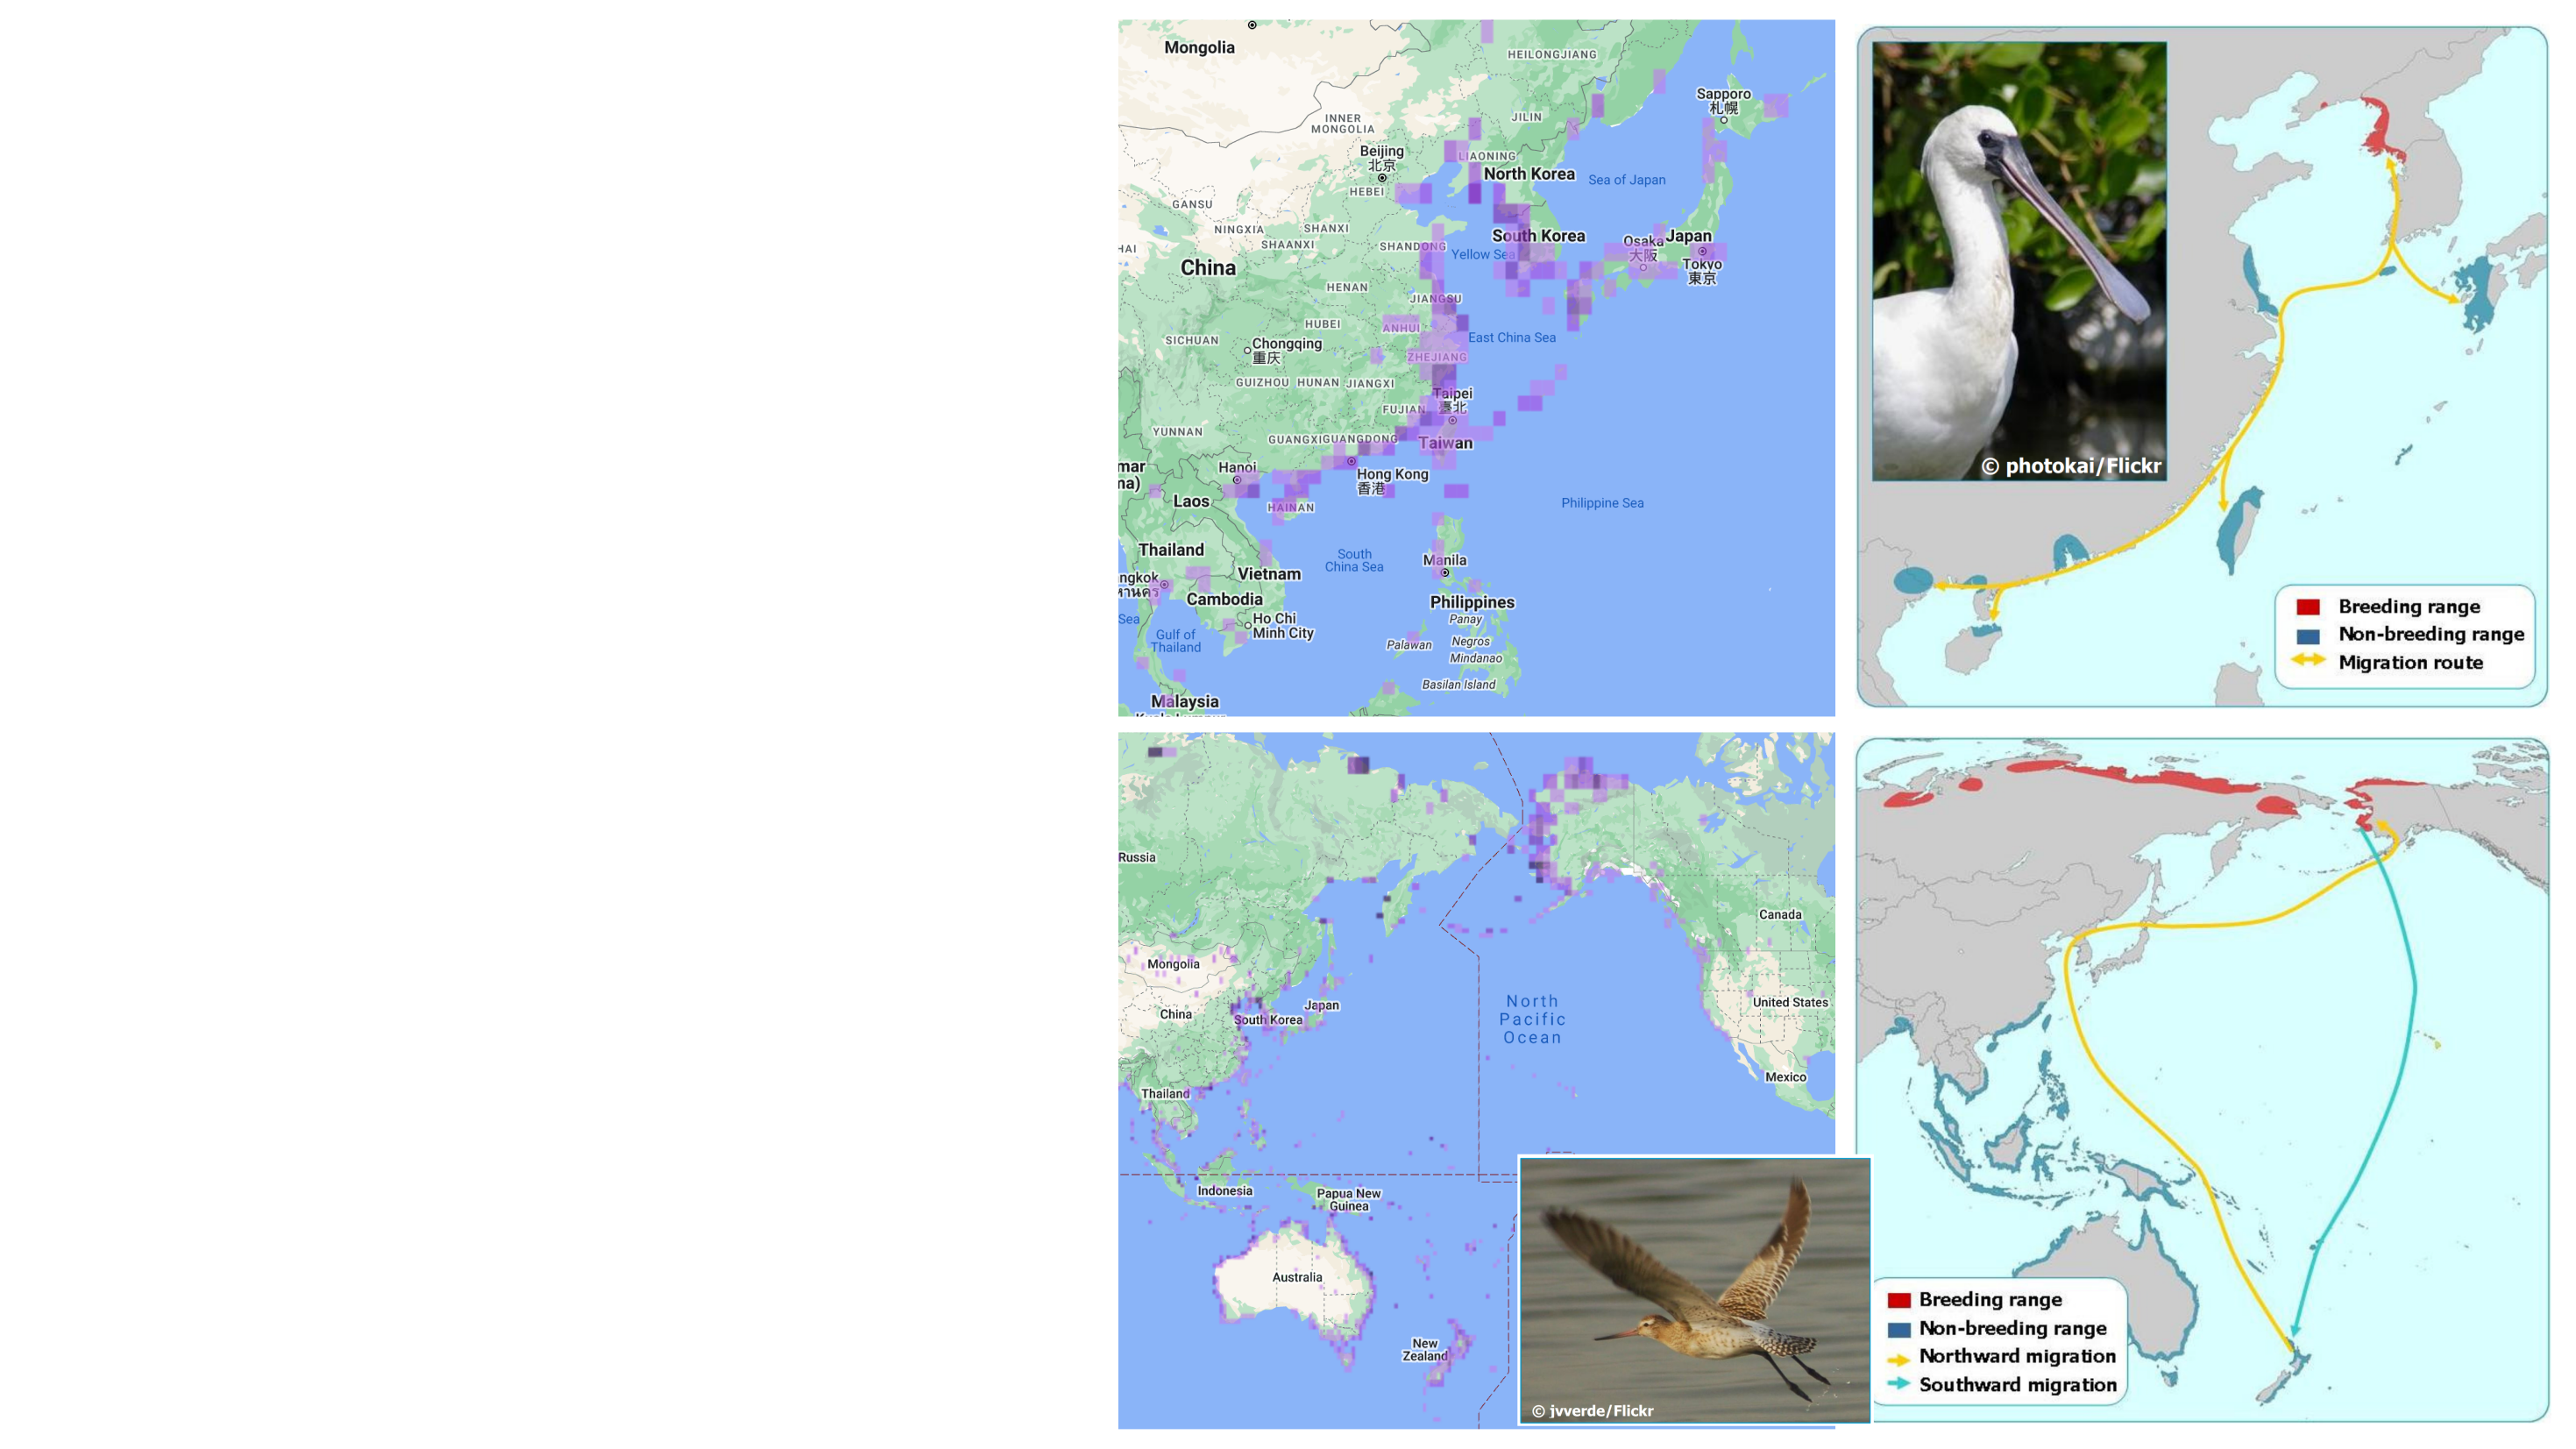 Mongolia
HEILONGJIANG
Sapporo
札幌
JILIN
INNER
MONGOLIA
Beijing
北京
LIAONING
North Korea
Sea of Japan
HEBEI
GANSU
NINGXIA
SHANXI
SHAANXI
SHANDONG
HAI
South Korea
Osaka
大阪
Japan
Yellow Sea
Tokyo
東京
China
HENAN
JIANGSU
HUBEI
ANHUI
East China Sea
SICHUAN
Chongqing
重庆
ZHEJIANG
GUIZHOU
HUNAN
JIANGXI
Taipei
臺北
FUJIAN
YUNNAN
GUANGXI
GUANGDONG
Taiwan
mar
na)
Hanoi
Hong Kong
香港
Laos
HAINAN
Philippine Sea
Thailand
South
China Sea
Manila
Vietnam
ngkok
Cambodia
Philippines
Sea
Ho Chi
Minh City
Panay
Gulf of
Thailand
Palawan
Negros
Mindanao
Basilan Island
Malaysia
© photokai/Flickr
Breeding range
Non-breeding range
Migration route
Russia
Canada
Mongolia
China
South Korea
Japan
North
Pacific
Ocean
United States
Mexico
Thailand
Indonesia
Papua New
Guinea
Australia
New
Zealand
© jvverde/Flickr
Breeding range
Non-breeding range
Northward migration
Southward migration